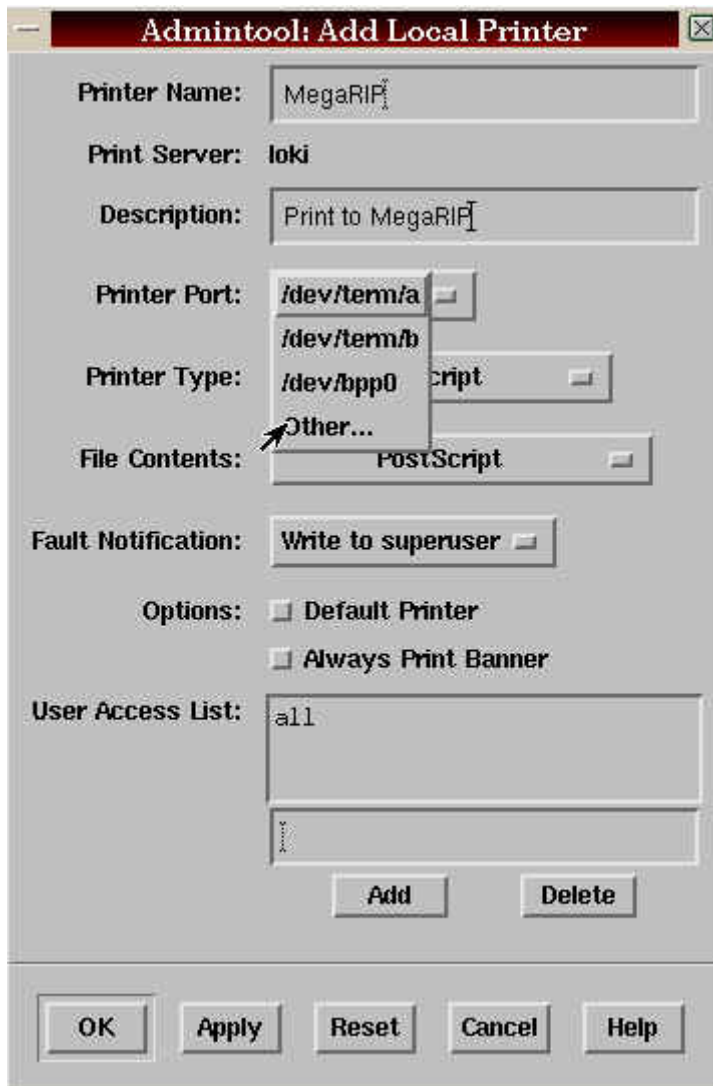 Admintool: Add Local Printer
Printer Name: MegaRIP
Print Server: loki
Description: Print to MegaRIP
Printer Port: /dev/term/a
/dev/term/b
Printer Type: cript
/dev/bpp0
Other...
File Contents: PostScript
Fault Notification: Write to superuser
Options: Default Printer
Always Print Banner
User Access List: all
Add Delete
OK Apply Reset Cancel Help